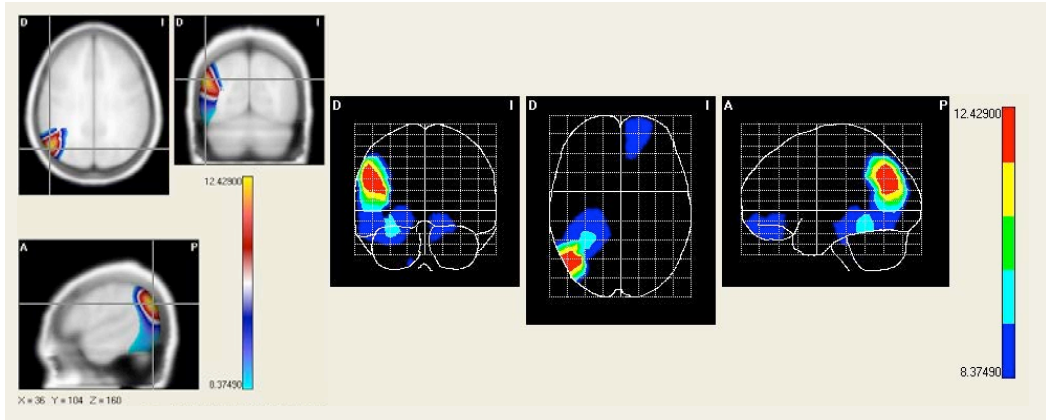 D I
D I
12.42900
8.37490
A P
X = 36 Y = 104 Z = 160
D I
D I
A P
12.42900
8.37490